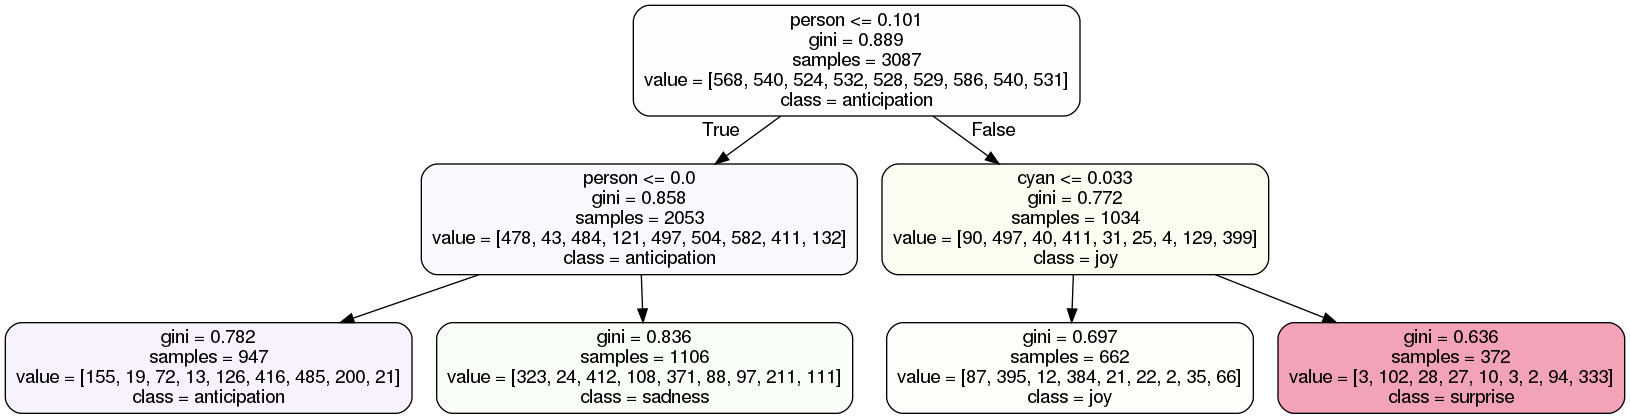 person <= 0.101
gini = 0.889
samples = 3087
value = [568, 540, 524, 532, 528, 529, 586, 540, 531]
class = anticipation
True
False
person <= 0.0
gini = 0.858
samples = 2053
value = [478, 43, 484, 121, 497, 504, 582, 411, 132]
class = anticipation
cyan <= 0.033
gini = 0.772
samples = 1034
value = [90, 497, 40, 411, 31, 25, 4, 129, 399]
class = joy
gini = 0.782
samples = 947
value = [155, 19, 72, 13, 126, 416, 485, 200, 21]
class = anticipation
gini = 0.836
samples = 1106
value = [323, 24, 412, 108, 371, 88, 97, 211, 111]
class = sadness
gini = 0.697
samples = 662
value = [87, 395, 12, 384, 21, 22, 2, 35, 66]
class = joy
gini = 0.636
samples = 372
value = [3, 102, 28, 27, 10, 3, 2, 94, 333]
class = surprise